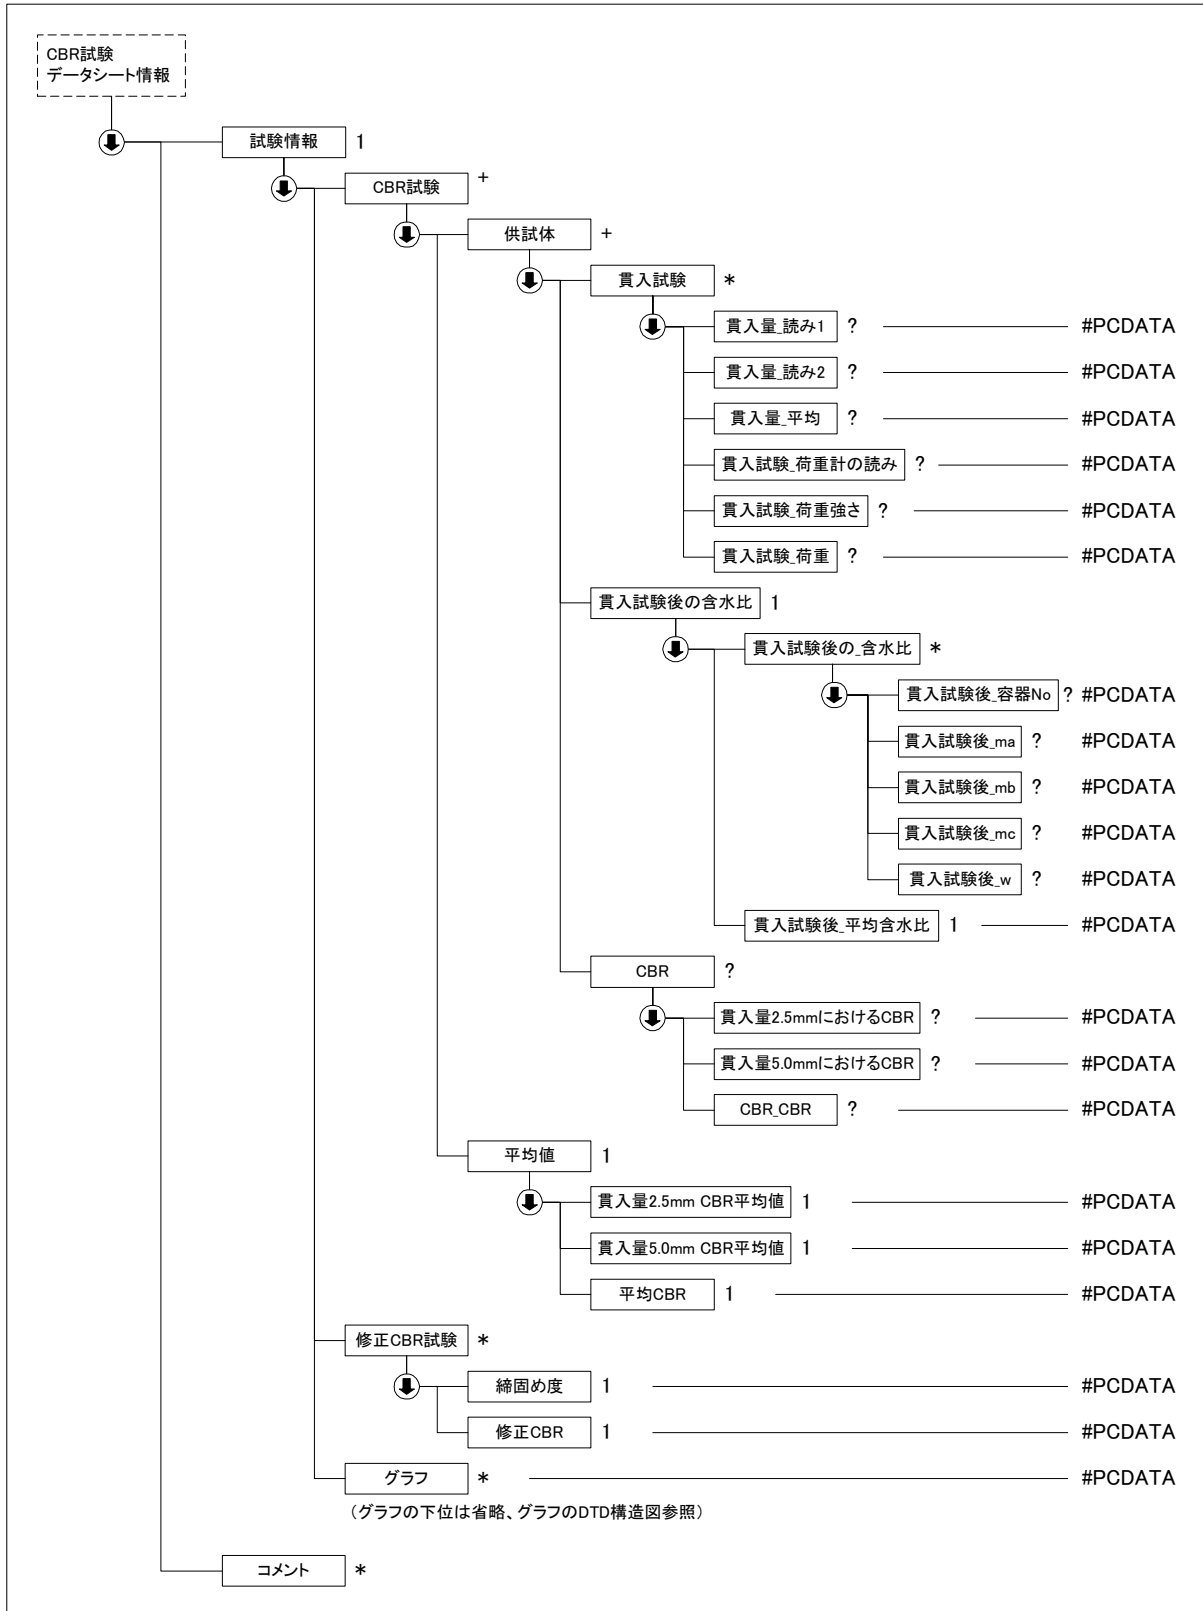 CBR試験
データシート情報
試験情報 1
CBR試験 +
供試体 +
貫入試験 *
貫入量_読み1 ? #PCDATA
貫入量_読み2 ? #PCDATA
貫入量_平均 ? #PCDATA
貫入試験_荷重計の読み ? #PCDATA
貫入試験_荷重強さ ? #PCDATA
貫入試験_荷重 ? #PCDATA
貫入試験後の含水比 1
貫入試験後の_含水比 *
貫入試験後_容器No ? #PCDATA
貫入試験後_ma ? #PCDATA
貫入試験後_mb ? #PCDATA
貫入試験後_mc ? #PCDATA
貫入試験後_w ? #PCDATA
貫入試験後_平均含水比 1 #PCDATA
CBR ?
貫入量2.5mmにおけるCBR ? #PCDATA
貫入量5.0mmにおけるCBR ? #PCDATA
CBR_CBR ? #PCDATA
平均値 1
貫入量2.5mm CBR平均値 1 #PCDATA
貫入量5.0mm CBR平均値 1 #PCDATA
平均CBR 1 #PCDATA
修正CBR試験 *
締固め度 1 #PCDATA
修正CBR 1 #PCDATA
グラフ * #PCDATA
（グラフの下位は省略、グラフのDTD構造図参照）
コメント *